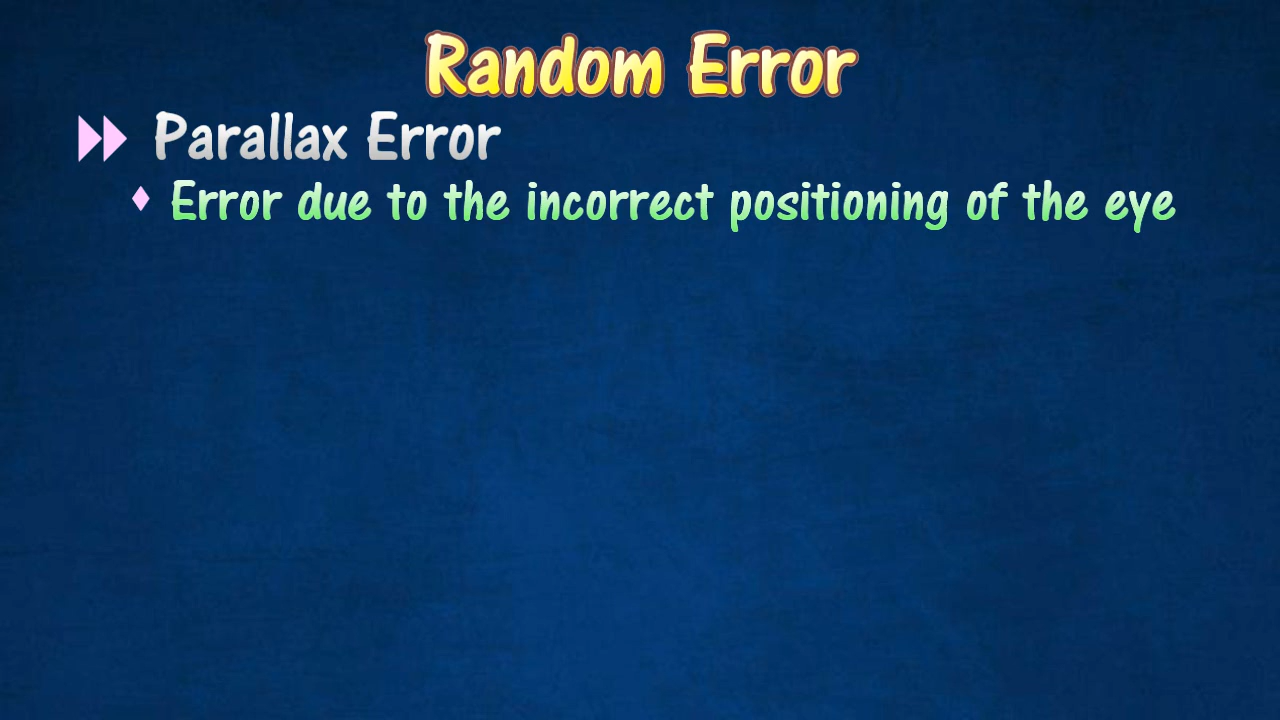 Random Error
Parallax Error
Error due to the incorrect positioning of the eye